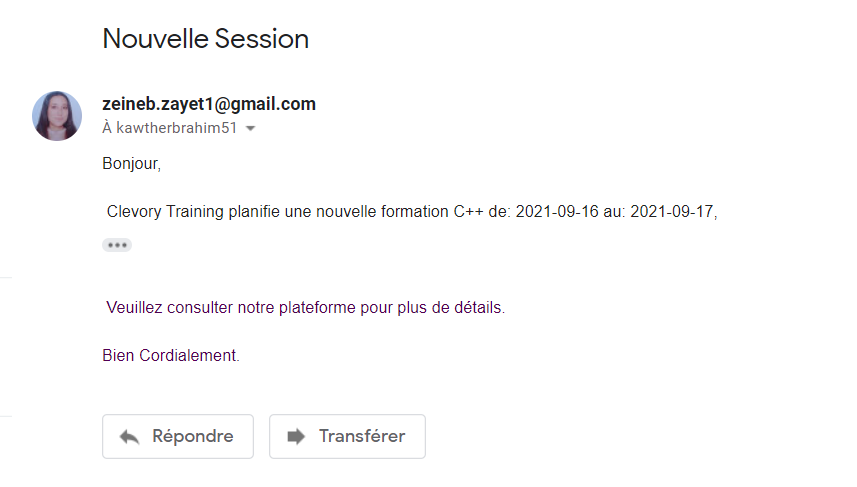 Nouvelle Session
zeineb.zayet1@gmail.com
À kawtherbrahim51
Bonjour,
Clevory Training planifie une nouvelle formation C++ de: 2021-09-16 au: 2021-09-17,
Veuillez consulter notre plateforme pour plus de détails.
Bien Cordialement.
Répondre
Transférer